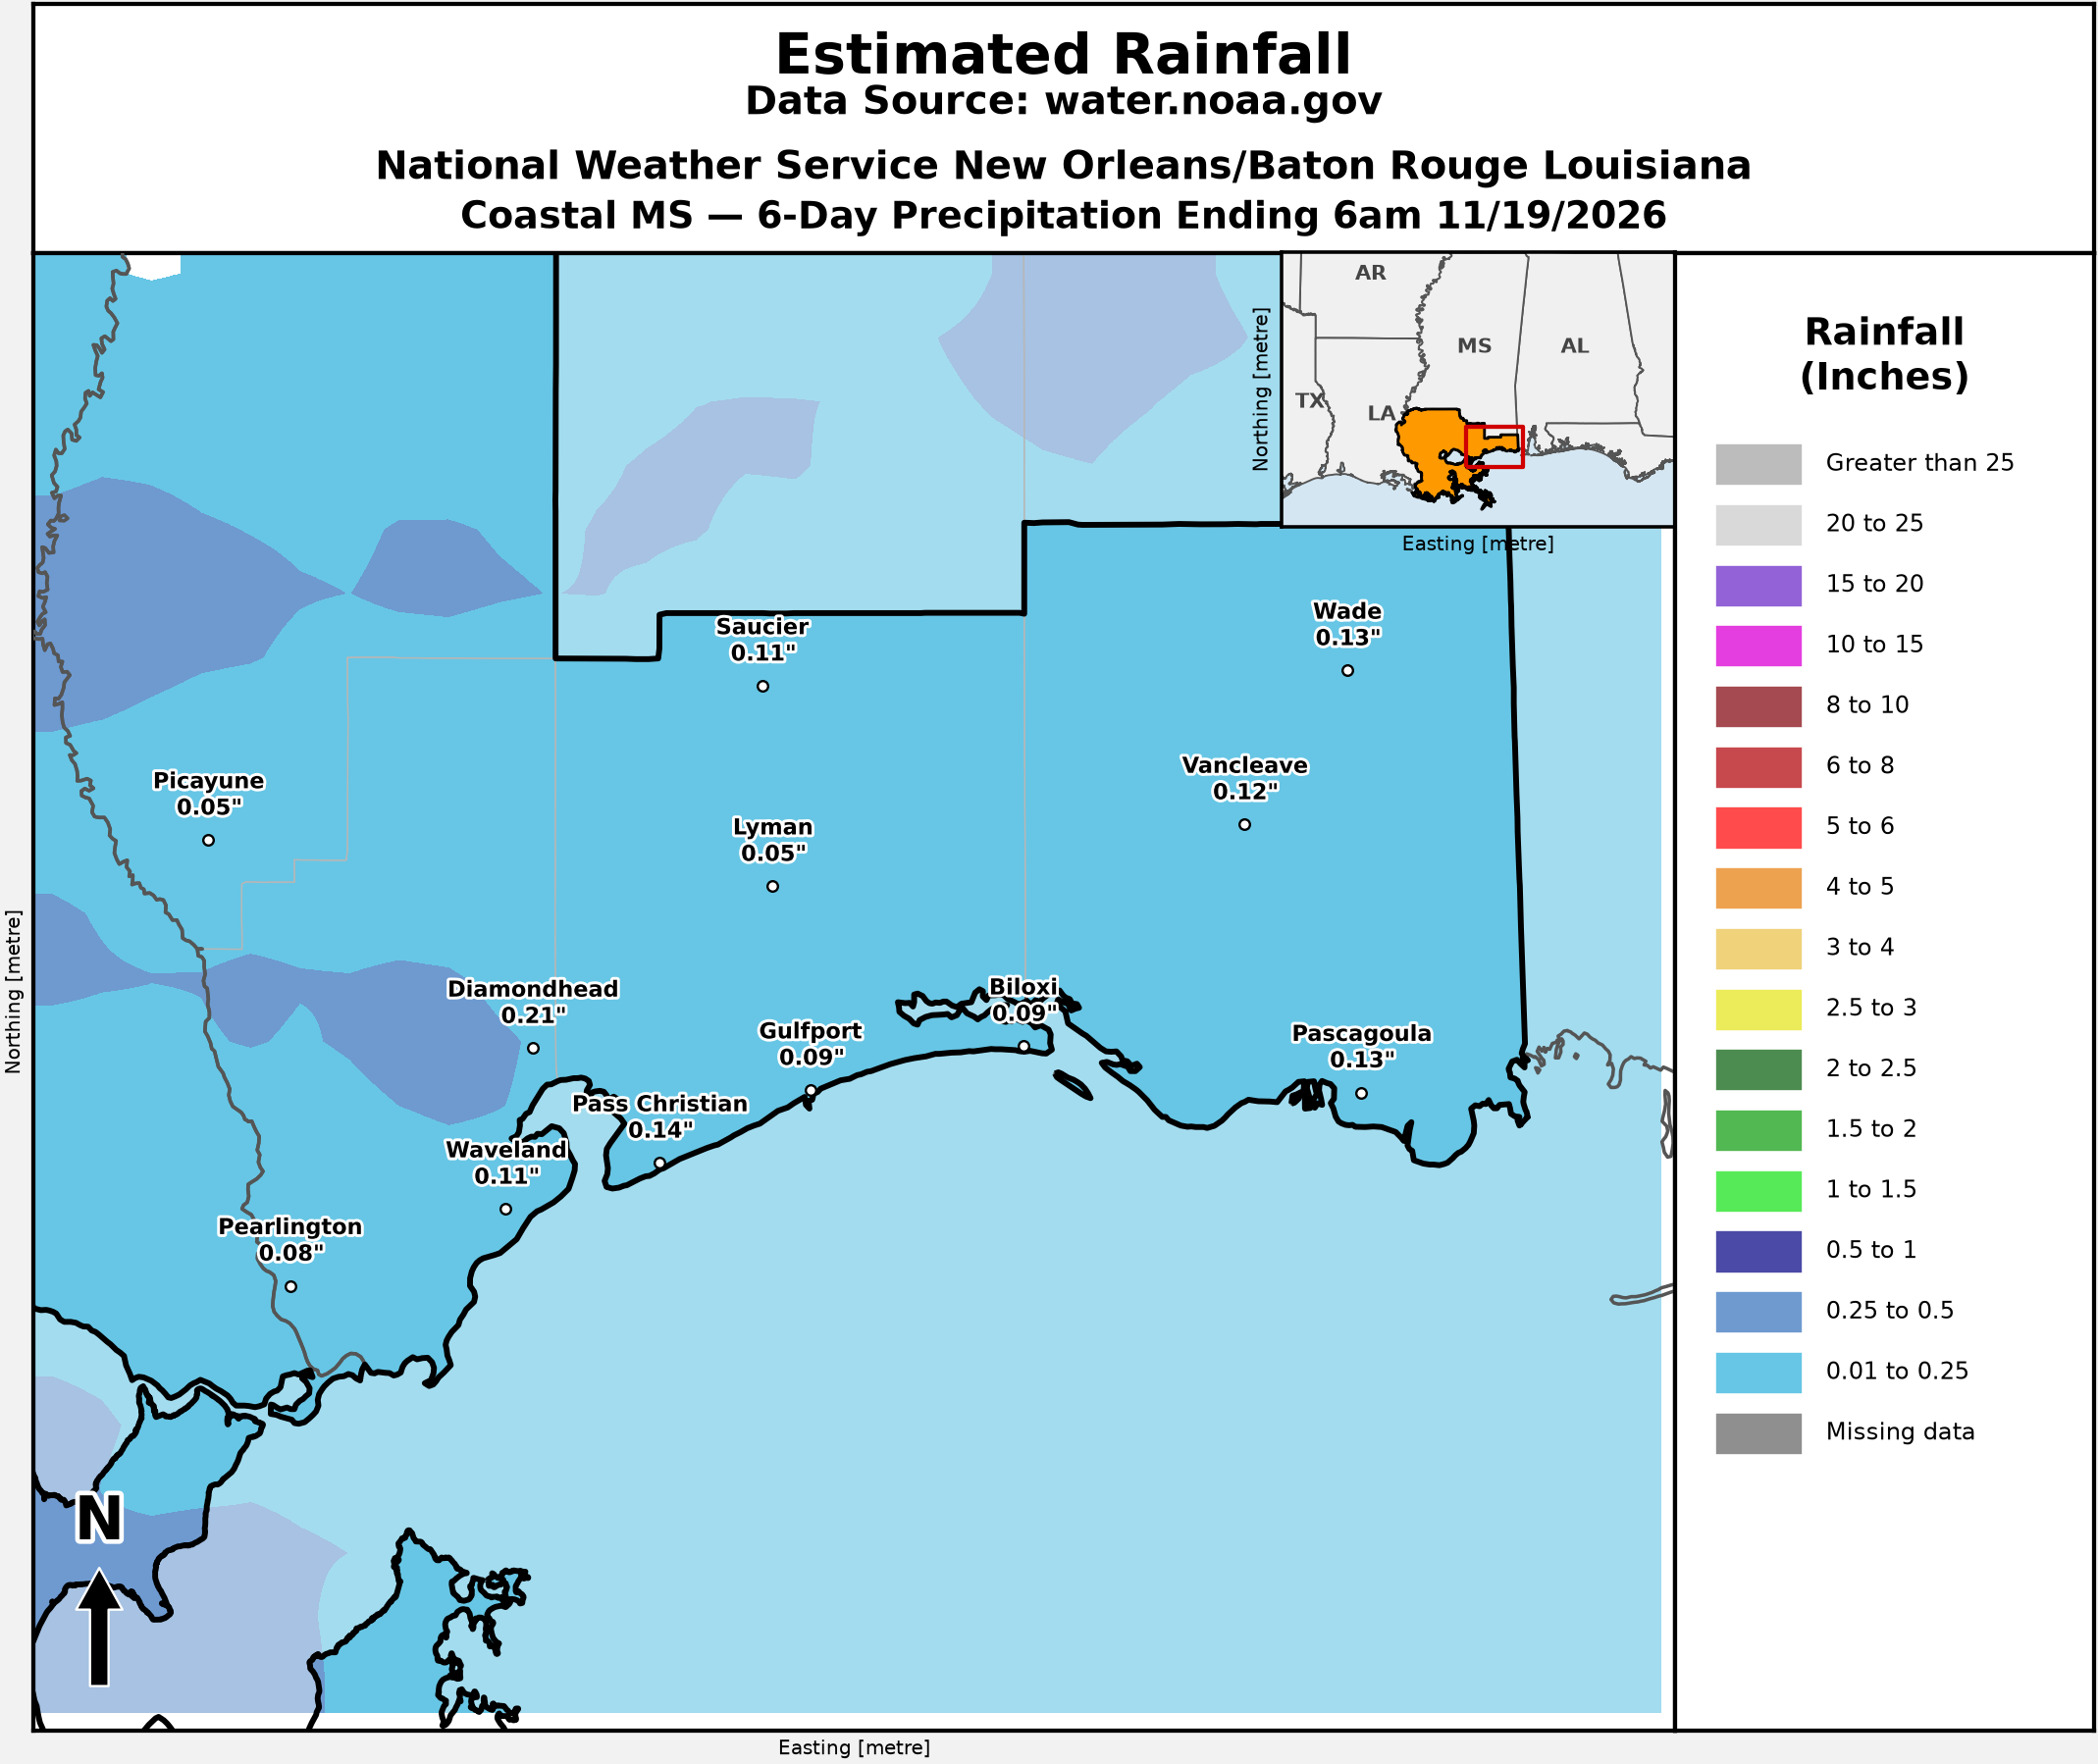 Estimated Rainfall
Data Source: water.noaa.gov
National Weather Service New Orleans/Baton Rouge Louisiana
Coastal MS — 6-Day Precipitation Ending 6am 11/19/2026
AR
MS
AL
TX
LA
Northing [metre]
Easting [metre]
Saucier
0.11"
Wade
0.13"
Picayune
0.05"
Vancleave
0.12"
Lyman
0.05"
Diamondhead
0.21"
Biloxi
0.09"
Gulfport
0.09"
Pascagoula
0.13"
Pass Christian
0.14"
Waveland
0.11"
Pearlington
0.08"
N
Northing [metre]
Easting [metre]
Rainfall
(Inches)
Greater than 25
20 to 25
15 to 20
10 to 15
8 to 10
6 to 8
5 to 6
4 to 5
3 to 4
2.5 to 3
2 to 2.5
1.5 to 2
1 to 1.5
0.5 to 1
0.25 to 0.5
0.01 to 0.25
Missing data